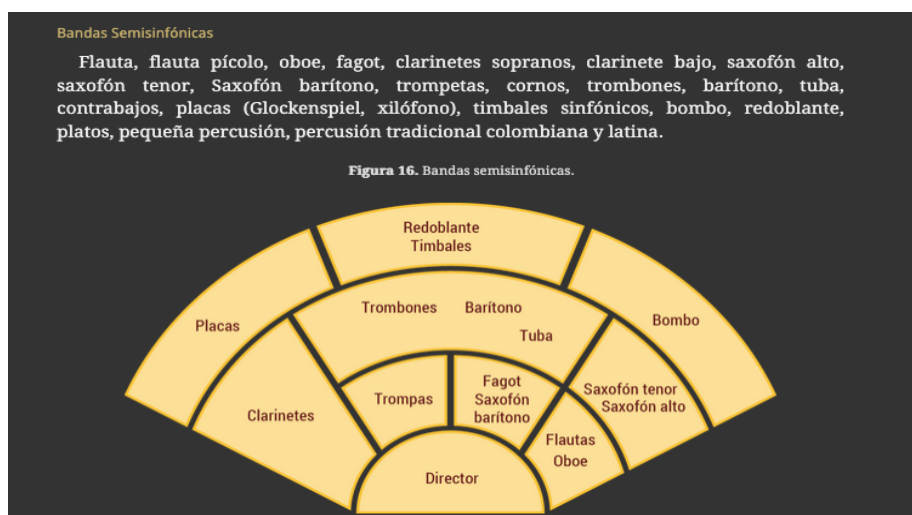 Bandas Semisinfónicas
Flauta, flauta pícolo, oboe, fagot, clarinetes sopranos, clarinete bajo, saxofón alto,
saxofón tenor, Saxofón barítono, trompetas, cornos, trombones, barítono, tuba,
contrabajos, placas (Glockenspiel, xilófono), timbales sinfónicos, bombo, redoblante,
platos, pequeña percusión, percusión tradicional colombiana y latina.
Figura 16. Bandas semisinfónicas.
Redoblante
Timbales
Placas
Trombones Barítono
Tuba
Bombo
Clarinetes
Trompas
Fagot
Saxofón
barítono
Saxofón tenor
Saxofón alto
Flautas
Oboe
Director